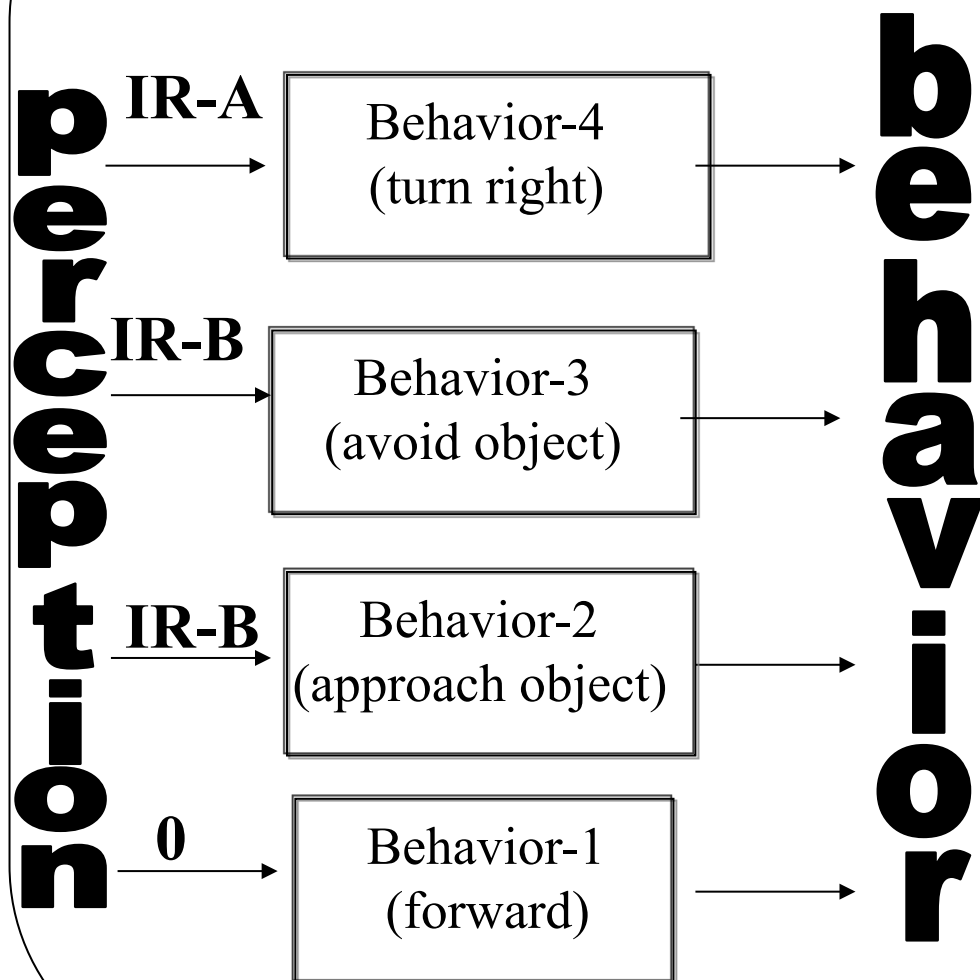 perception
IR-A
Behavior-4
(turn right)
IR-B
Behavior-3
(avoid object)
IR-B
Behavior-2
(approach object)
0
Behavior-1
(forward)
behavior